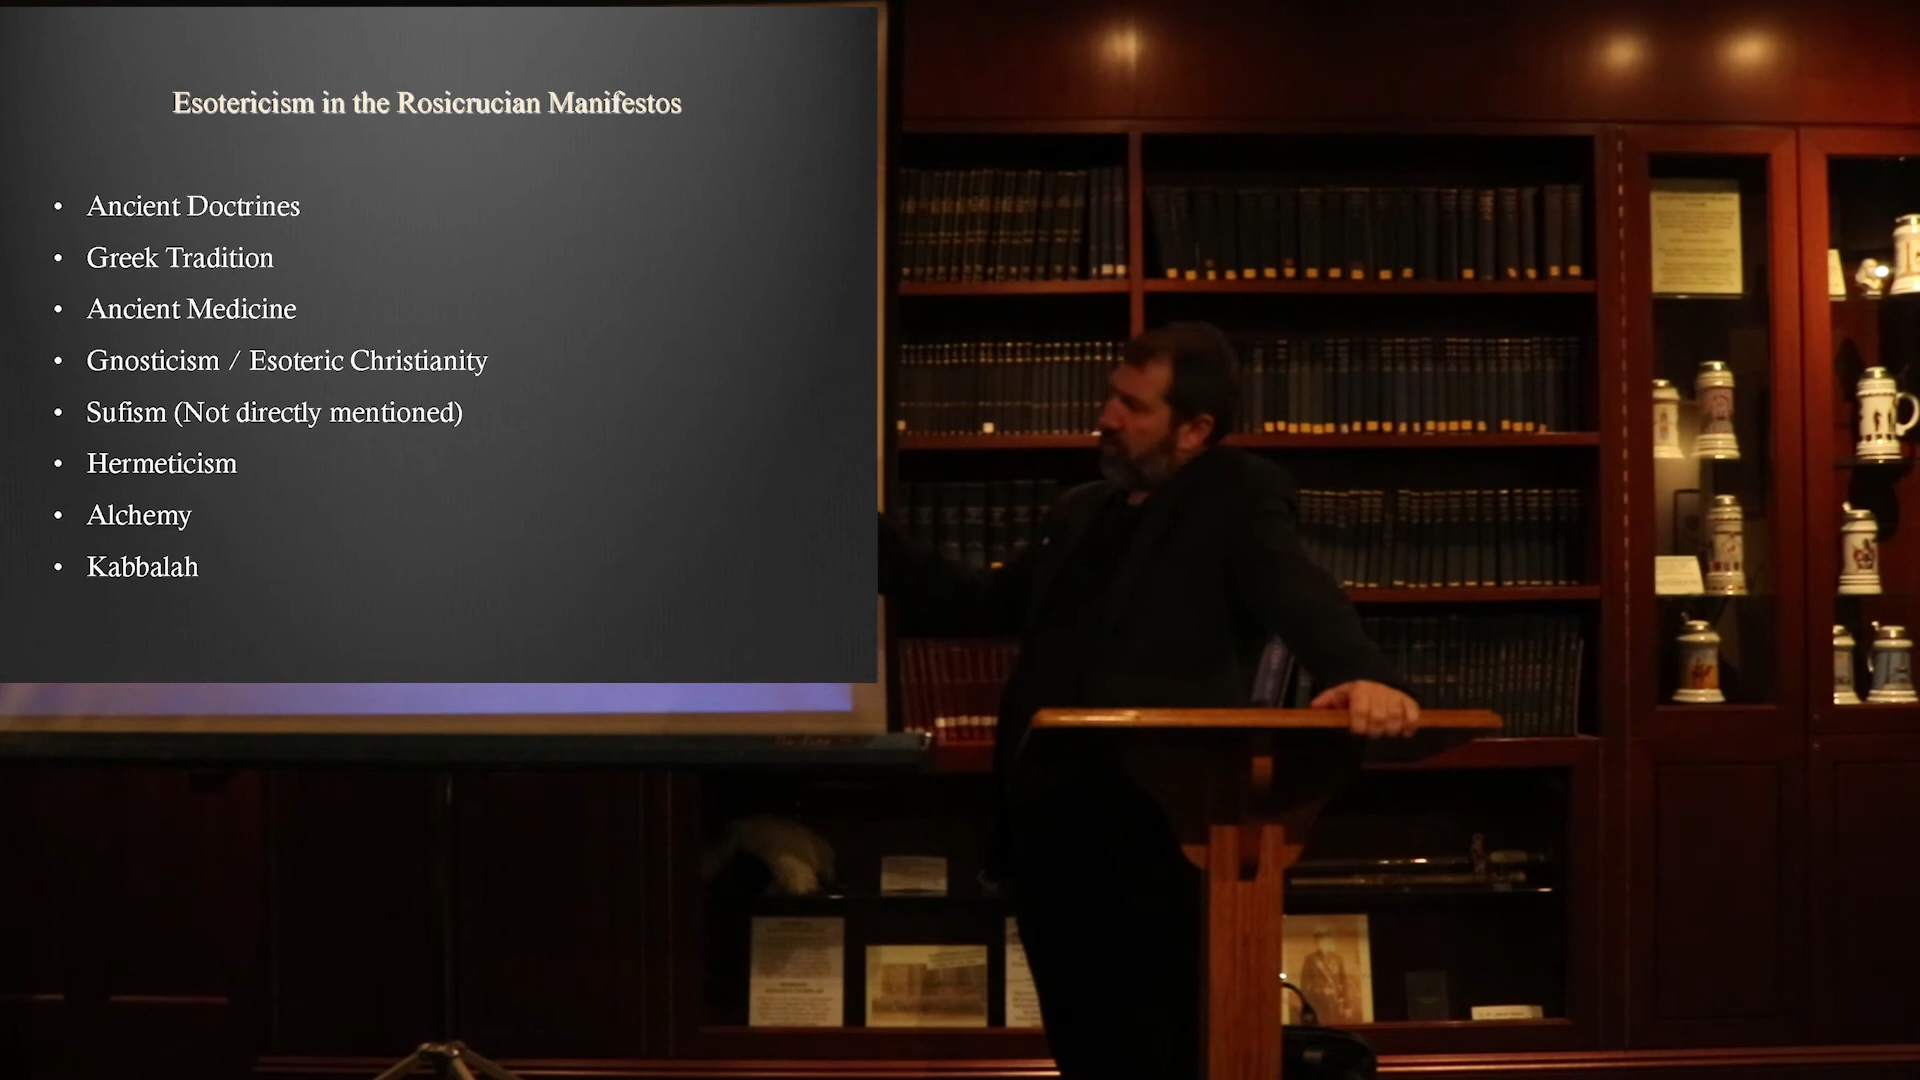 Esotericism in the Rosicrucian Manifestos
• Ancient Doctrines
• Greek Tradition
• Ancient Medicine
• Gnosticism / Esoteric Christianity
• Sufism (Not directly mentioned)
• Hermeticism
• Alchemy
• Kabbalah